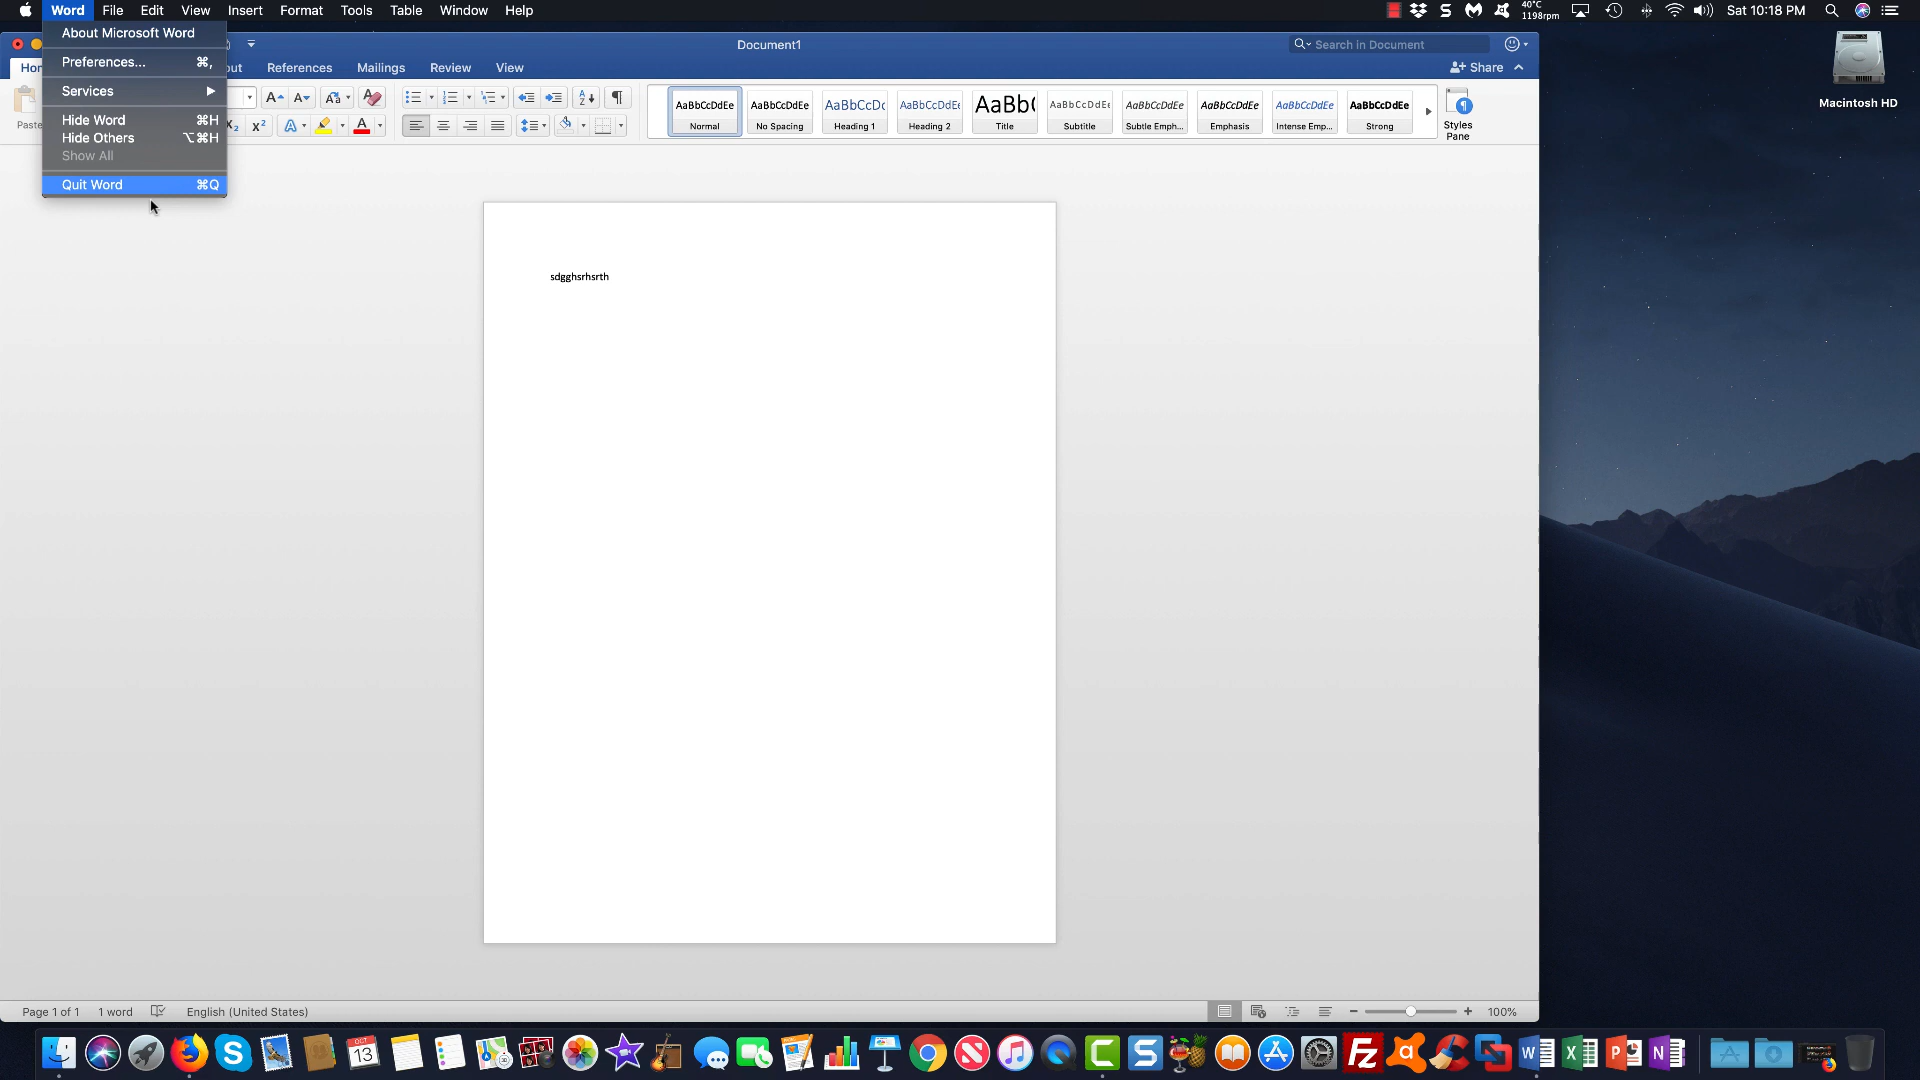 Word File Edit View Insert Format Tools Table Window Help
40°C
1198rpm
Sat 10:18 PM
About Microsoft Word
Preferences... ⌘,
Services
Hide Word ⌘H
Hide Others ⌥⌘H
Show All
Quit Word ⌘Q
Document1
Search in Document
Hor out References Mailings Review View
Share
Paste
AaBbCcDdEe AaBbCcDdEe AaBbCcDc AaBbCcDdEe AaBb( AaBbCcDdEe AaBbCcDdEe AaBbCcDdEe AaBbCcDdEe AaBbCcDdEe
Normal No Spacing Heading 1 Heading 2 Title Subtitle Subtle Emph... Emphasis Intense Emp... Strong
Styles
Pane
Macintosh HD
sdgghsrhsrth
Page 1 of 1 1 word English (United States) 100%
OCT
13